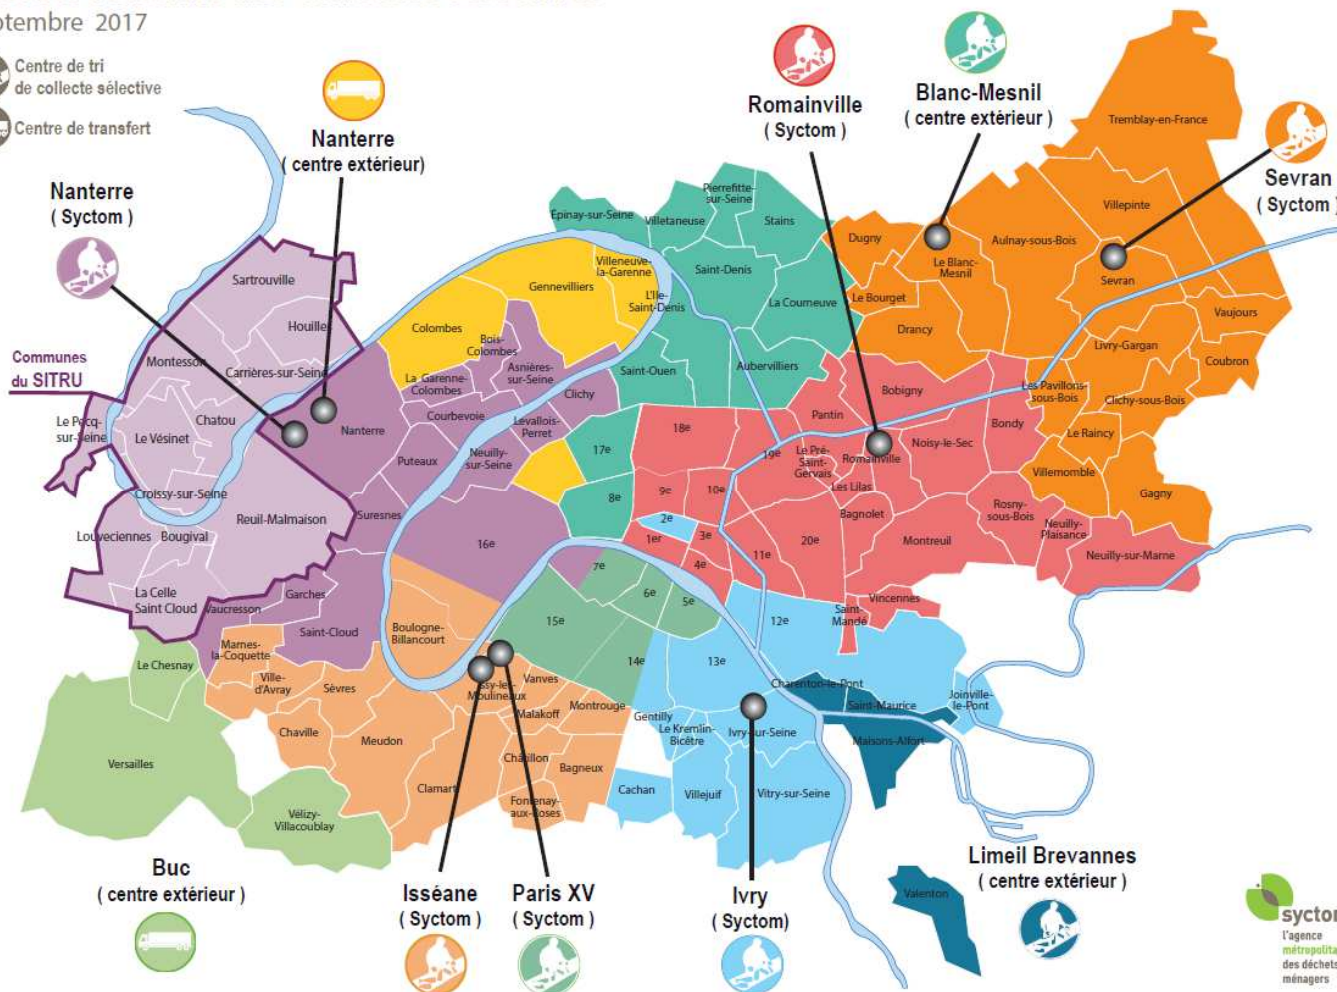 2017
Centre de tri
de collecte sélective
Centre de transfert
Nanterre
( centre extérieur)
Nanterre
( Syctom )
Romainville
( Syctom )
Blanc-Mesnil
( centre extérieur )
Sevran
( Syctom )
Communes
du SITRU
Tremblay-en-France
Villepinte
Aulnay-sous-Bois
Sevran
Vaujours
Coubron
Livry-Gargan
Clichy-sous-Bois
Les Pavillons-
sous-Bois
Le Raincy
Villemomble
Gagny
Dugny
Le Blanc-
Mesnil
Le Bourget
Drancy
Epinay-sur-Seine
Villetaneuse
Pierrefitte-
sur-Seine
Stains
Saint-Denis
La Courneuve
Aubervilliers
Saint-Ouen
Villeneuve-
la-Garenne
Gennevilliers
L'Ile-
Saint-Denis
Colombes
Bois-
Colombes
Asnières-
sur-Seine
La Garenne-
Colombes
Clichy
Courbevoie
Levallois-
Perret
Nanterre
Puteaux
Neuilly-
sur-Seine
Suresnes
Sartrouville
Houilles
Montesson
Carrières-sur-Seine
Chatou
Le Vésinet
Le Pecq-
sur-Seine
Croissy-sur-Seine
Reuil-Malmaison
Louveciennes
Bougival
La Celle
Saint Cloud
Vaucresson
Garches
Saint-Cloud
Marnes-
la-Coquette
Ville-
d'Avray
Sèvres
Chaville
Meudon
Boulogne-
Billancourt
Issy-les-
Moulineaux
Vanves
Malakoff
Montrouge
Châtillon
Bagneux
Clamart
Fontenay-
aux-Roses
Le Chesnay
Versailles
Vélizy-
Villacoublay
17e
18e
19e
8e
9e
10e
2e
1er
3e
4e
11e
20e
16e
7e
6e
5e
15e
14e
13e
12e
Pantin
Bobigny
Le Pré-
Saint-
Gervais
Romainville
Noisy-le-Sec
Bondy
Les Lilas
Bagnolet
Montreuil
Rosny-
sous-Bois
Neuilly-
Plaisance
Neuilly-sur-Marne
Vincennes
Saint-
Mandé
Charenton-le-Pont
Saint-Maurice
Joinville-
le-Pont
Maisons-Alfort
Gentilly
Le Kremlin-
Bicêtre
Ivry-sur-Seine
Cachan
Villejuif
Vitry-sur-Seine
Valenton
Buc
( centre extérieur )
Isséane
( Syctom )
Paris XV
( Syctom )
Ivry
( Syctom)
Limeil Brevannes
( centre extérieur )
syctom
l'agence
des déchets
ménagers